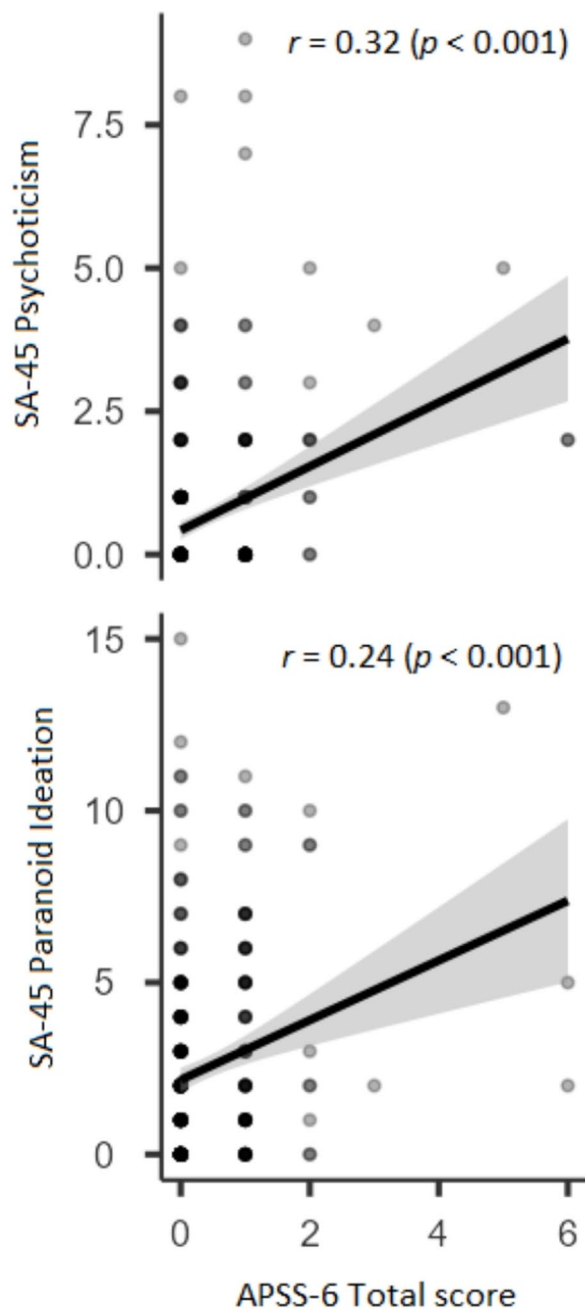 r = 0.32 (p < 0.001)
SA-45 Psychoticism
7.5
5.0
2.5
0.0
r = 0.24 (p < 0.001)
SA-45 Paranoid Ideation
15
10
5
0
0 2 4 6
APSS-6 Total score